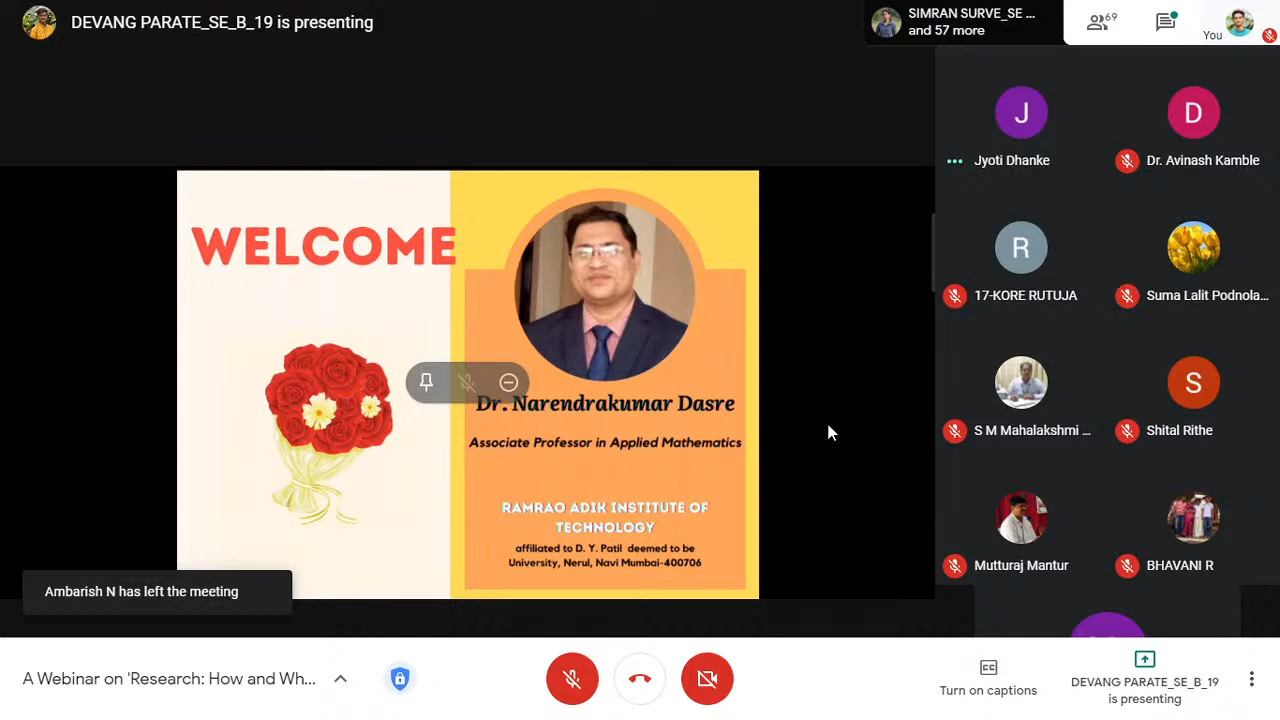 DEVANG PARATE_SE_B_19 is presenting
SIMRAN SURVE_SE ...
and 57 more
69
You
J
D
Jyoti Dhanke
Dr. Avinash Kamble
R
17-KORE RUTUJA
Suma Lalit Podnola...
S
S M Mahalakshmi ...
Shital Rithe
Mutturaj Mantur
BHAVANI R
WELCOME
Dr. Narendrakumar Dasre
Associate Professor in Applied Mathematics
RAMRAO ADIK INSTITUTE OF
TECHNOLOGY
affiliated to D. Y. Patil deemed to be
University, Nerul, Navi Mumbai-400706
Ambarish N has left the meeting
A Webinar on 'Research: How and Wh...
CC
Turn on captions
DEVANG PARATE_SE_B_19
is presenting